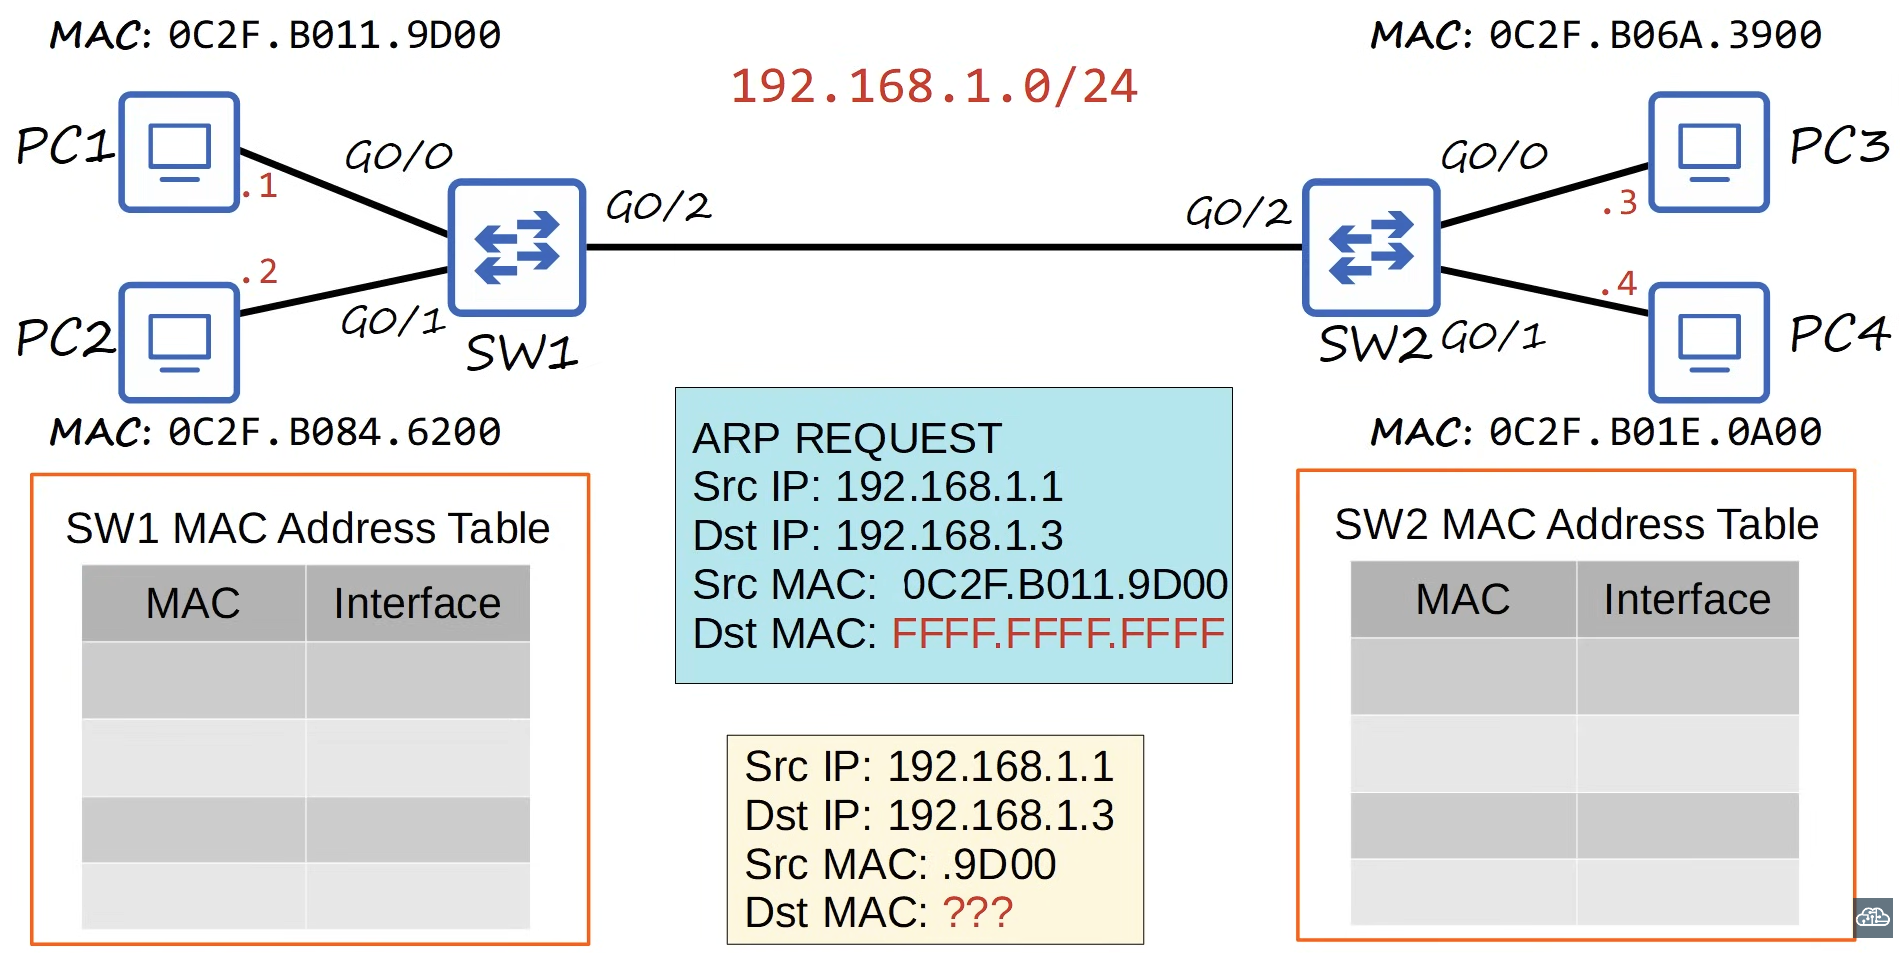 MAC: 0C2F.B011.9D00
MAC: 0C2F.B06A.3900
192.168.1.0/24
PC1
.1
G0/0
G0/2
G0/2
G0/0
.3
PC3
PC2
.2
G0/1
SW1
SW2
G0/1
.4
PC4
MAC: 0C2F.B084.6200
MAC: 0C2F.B01E.0A00
ARP REQUEST
Src IP: 192.168.1.1
Dst IP: 192.168.1.3
Src MAC: 0C2F.B011.9D00
Dst MAC: FFFF.FFFF.FFFF
SW1 MAC Address Table
MAC Interface
SW2 MAC Address Table
MAC Interface
Src IP: 192.168.1.1
Dst IP: 192.168.1.3
Src MAC: .9D00
Dst MAC: ???